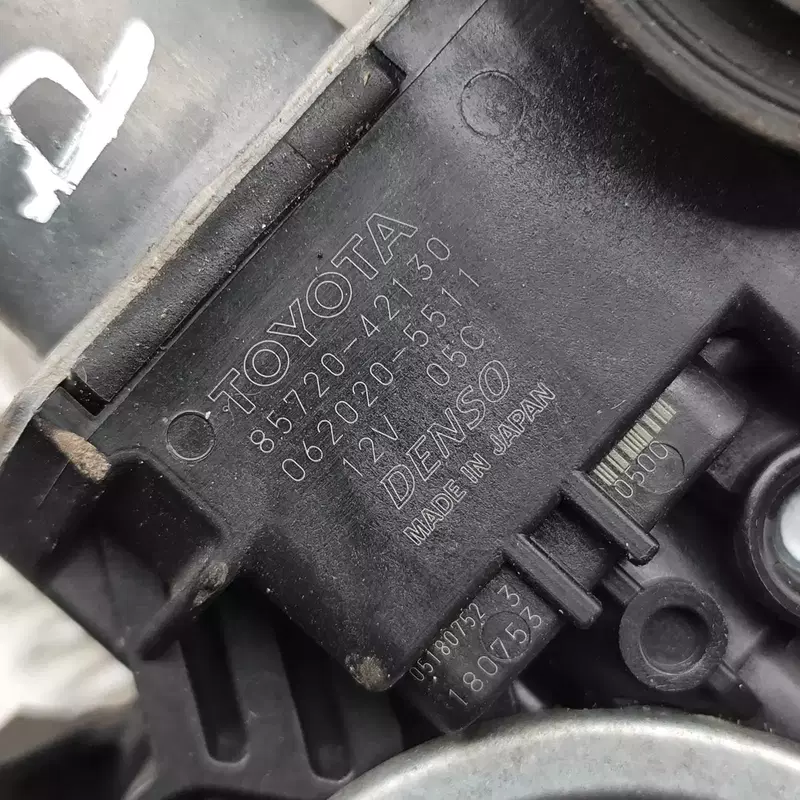 TOYOTA
85720-42130
062020-5511
12V 05C
DENSO
MADE IN JAPAN
0500
05180752 3
180753